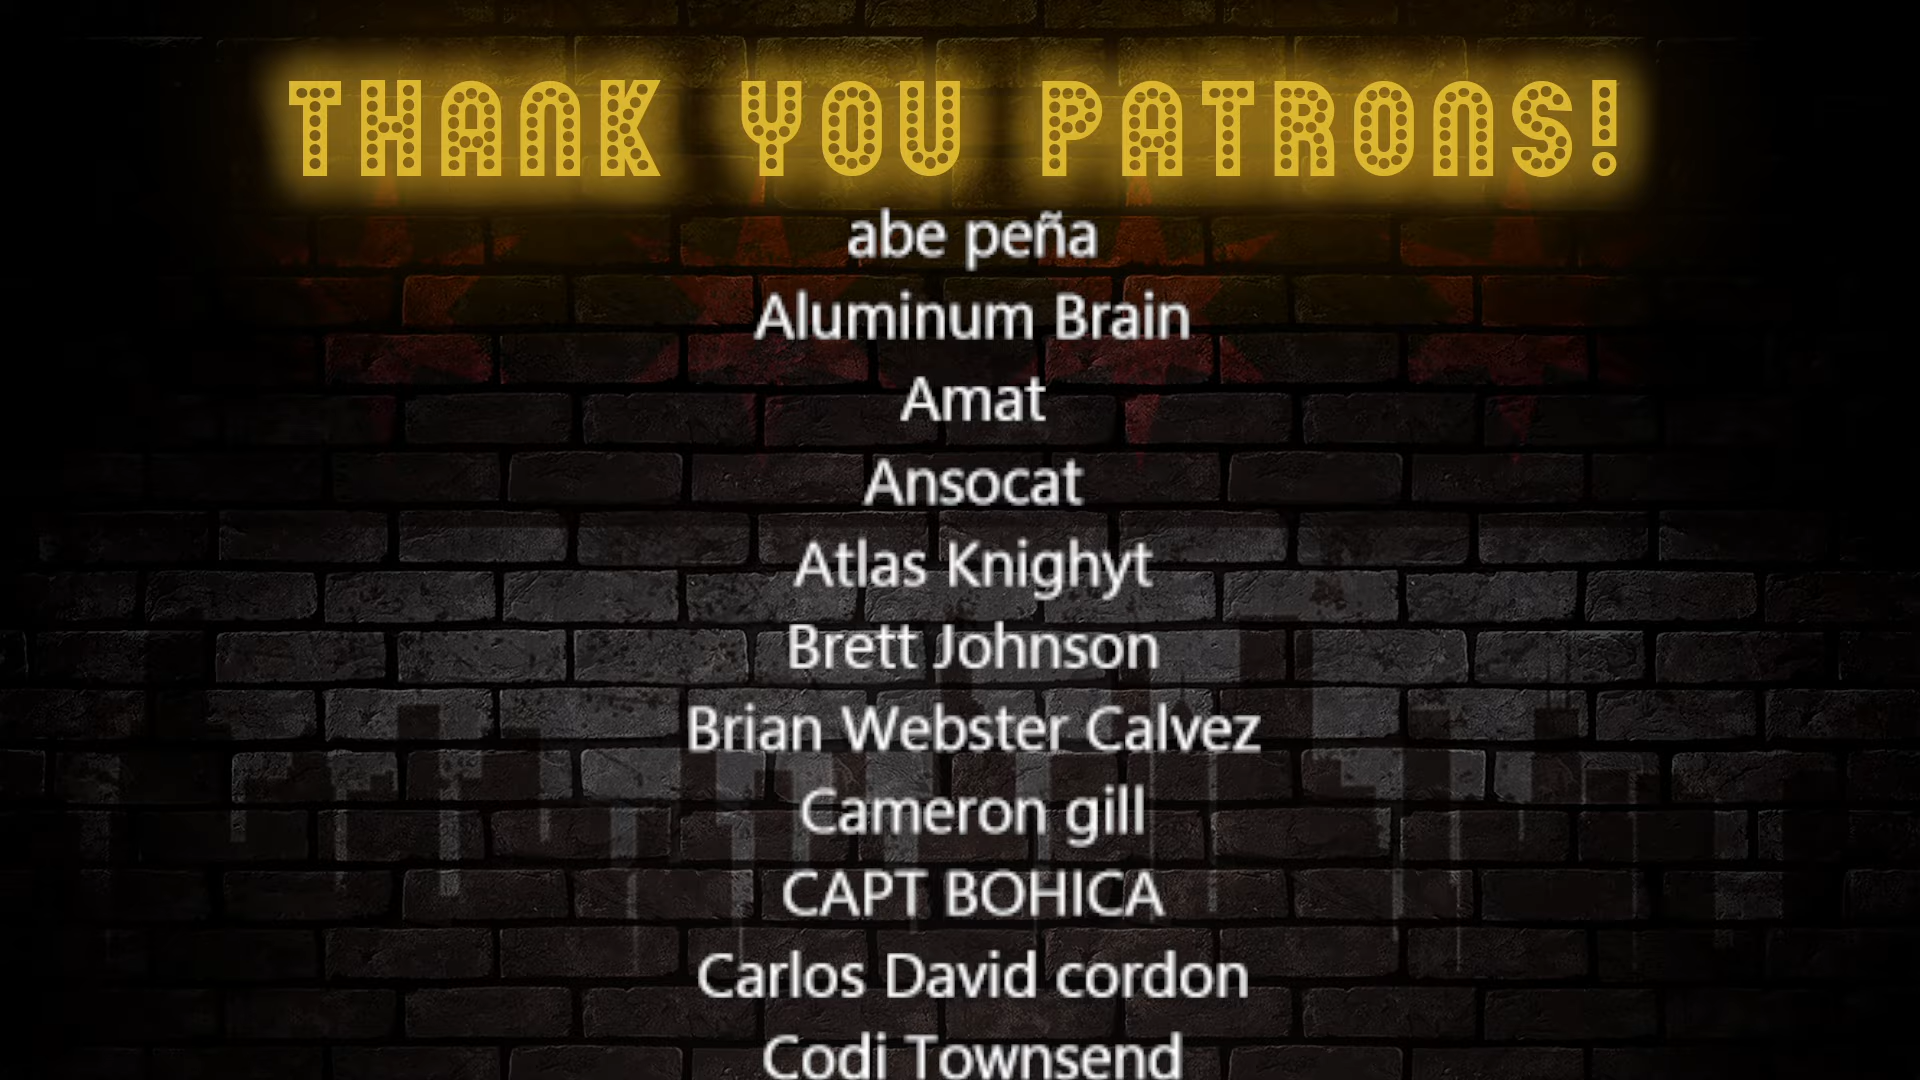 THANK YOU PATRONS!
abe peña
Aluminum Brain
Amat
Ansocat
Atlas Knighyt
Brett Johnson
Brian Webster Calvez
Cameron gill
CAPT BOHICA
Carlos David cordon
Codi Townsend